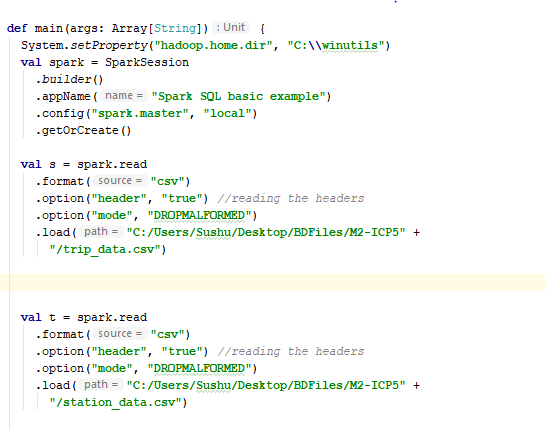 def main(args: Array[String]) : Unit {
System.setProperty("hadoop.home.dir", "C:\\winutils")
val spark = SparkSession
.builder()
.appName( name = "Spark SQL basic example")
.config("spark.master", "local")
.getOrCreate()
val s = spark.read
.format( source = "csv")
.option("header", "true") //reading the headers
.option("mode", "DROPMALFORMED")
.load( path = "C:/Users/Sushu/Desktop/BDFiles/M2-ICP5" +
"/trip_data.csv")
val t = spark.read
.format( source = "csv")
.option("header", "true") //reading the headers
.option("mode", "DROPMALFORMED")
.load( path = "C:/Users/Sushu/Desktop/BDFiles/M2-ICP5" +
"/station_data.csv")